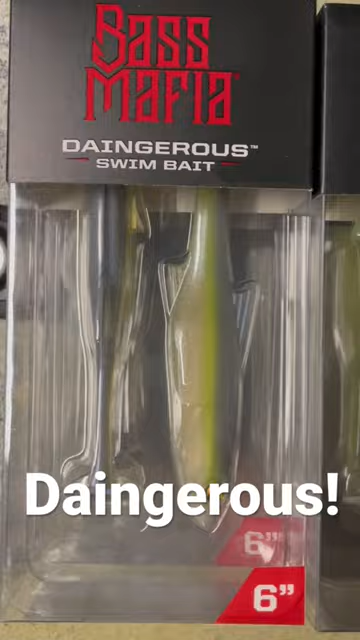 Bass
Mafia
DAINGEROUS™
SWIM BAIT
Daingerous!
6”
6”